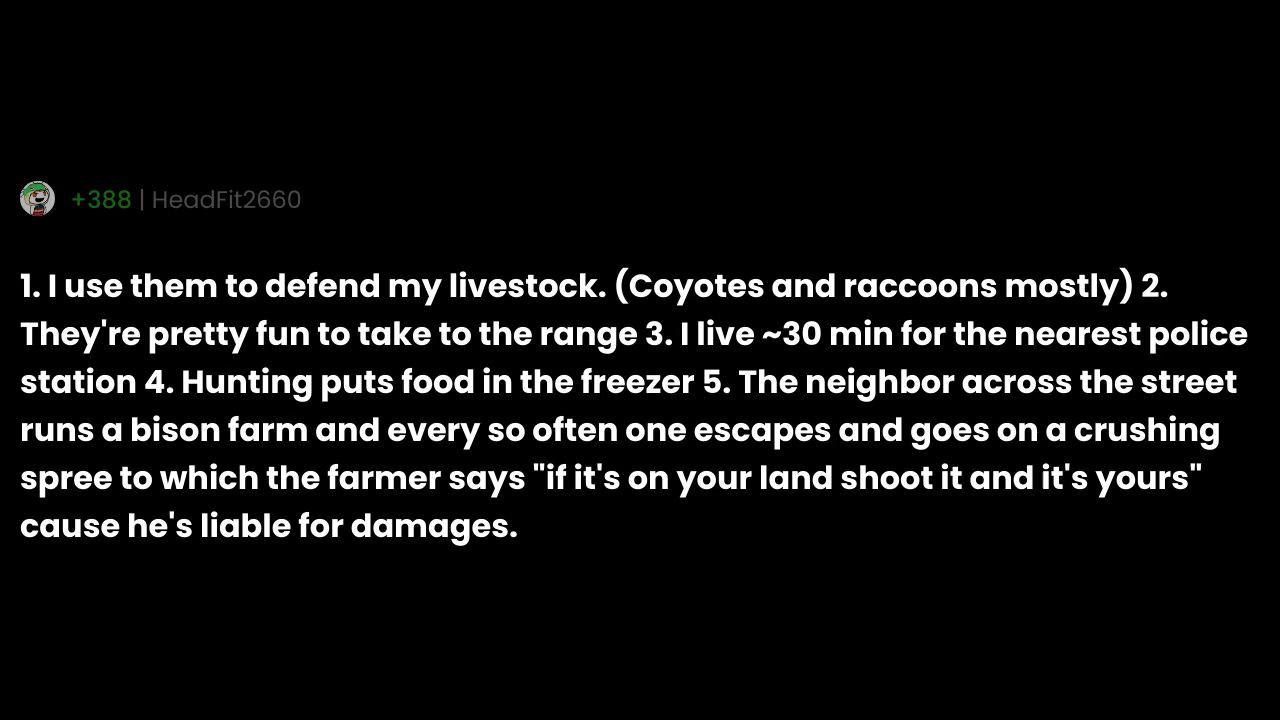 +388 | HeadFit2660
1. I use them to defend my livestock. (Coyotes and raccoons mostly) 2.
They're pretty fun to take to the range 3. I live ~30 min for the nearest police
station 4. Hunting puts food in the freezer 5. The neighbor across the street
runs a bison farm and every so often one escapes and goes on a crushing
spree to which the farmer says "if it's on your land shoot it and it's yours"
cause he's liable for damages.